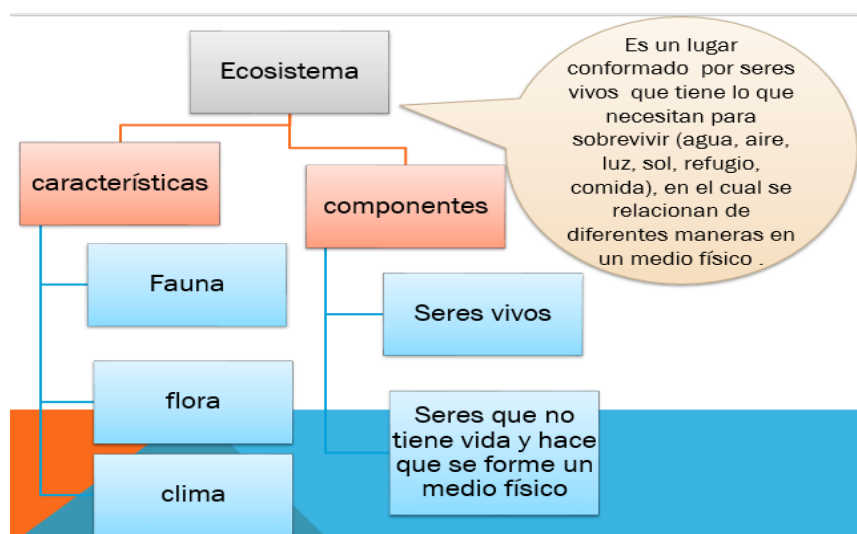 Ecosistema
Es un lugar
conformado por seres
vivos que tiene lo que
necesitan para
sobrevivir (agua, aire,
luz, sol, refugio,
comida), en el cual se
relacionan de
diferentes maneras en
un medio físico .
características
Fauna
flora
clima
componentes
Seres vivos
Seres que no
tiene vida y hace
que se forme un
medio físico